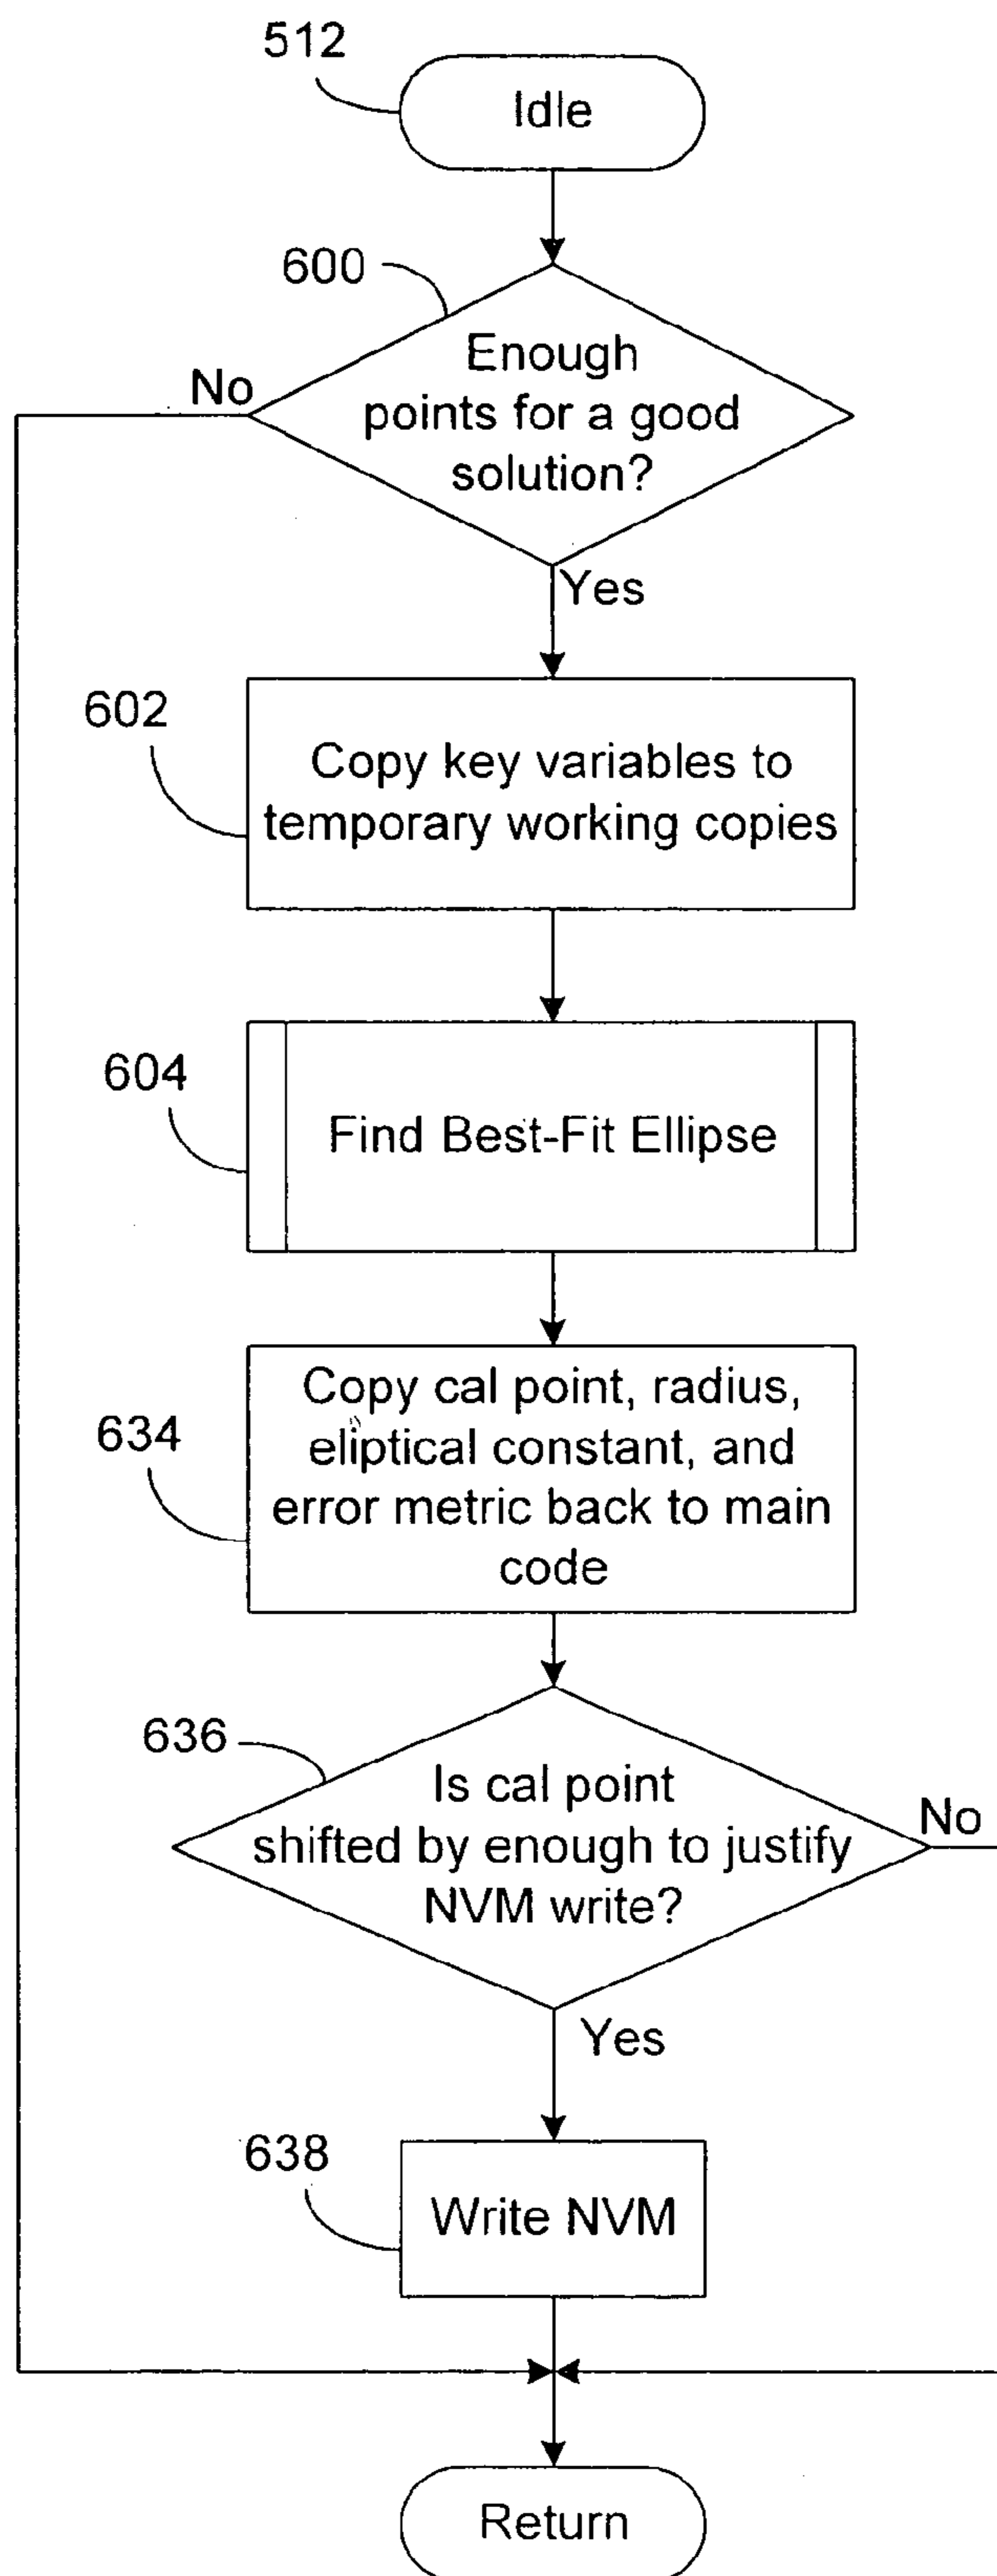 512
Idle
600
Enough
points for a good
solution?
No
Yes
602
Copy key variables to
temporary working copies
604
Find Best-Fit Ellipse
634
Copy cal point, radius,
eliptical constant, and
error metric back to main
code
636
Is cal point
shifted by enough to justify
NVM write?
No
Yes
638
Write NVM
Return